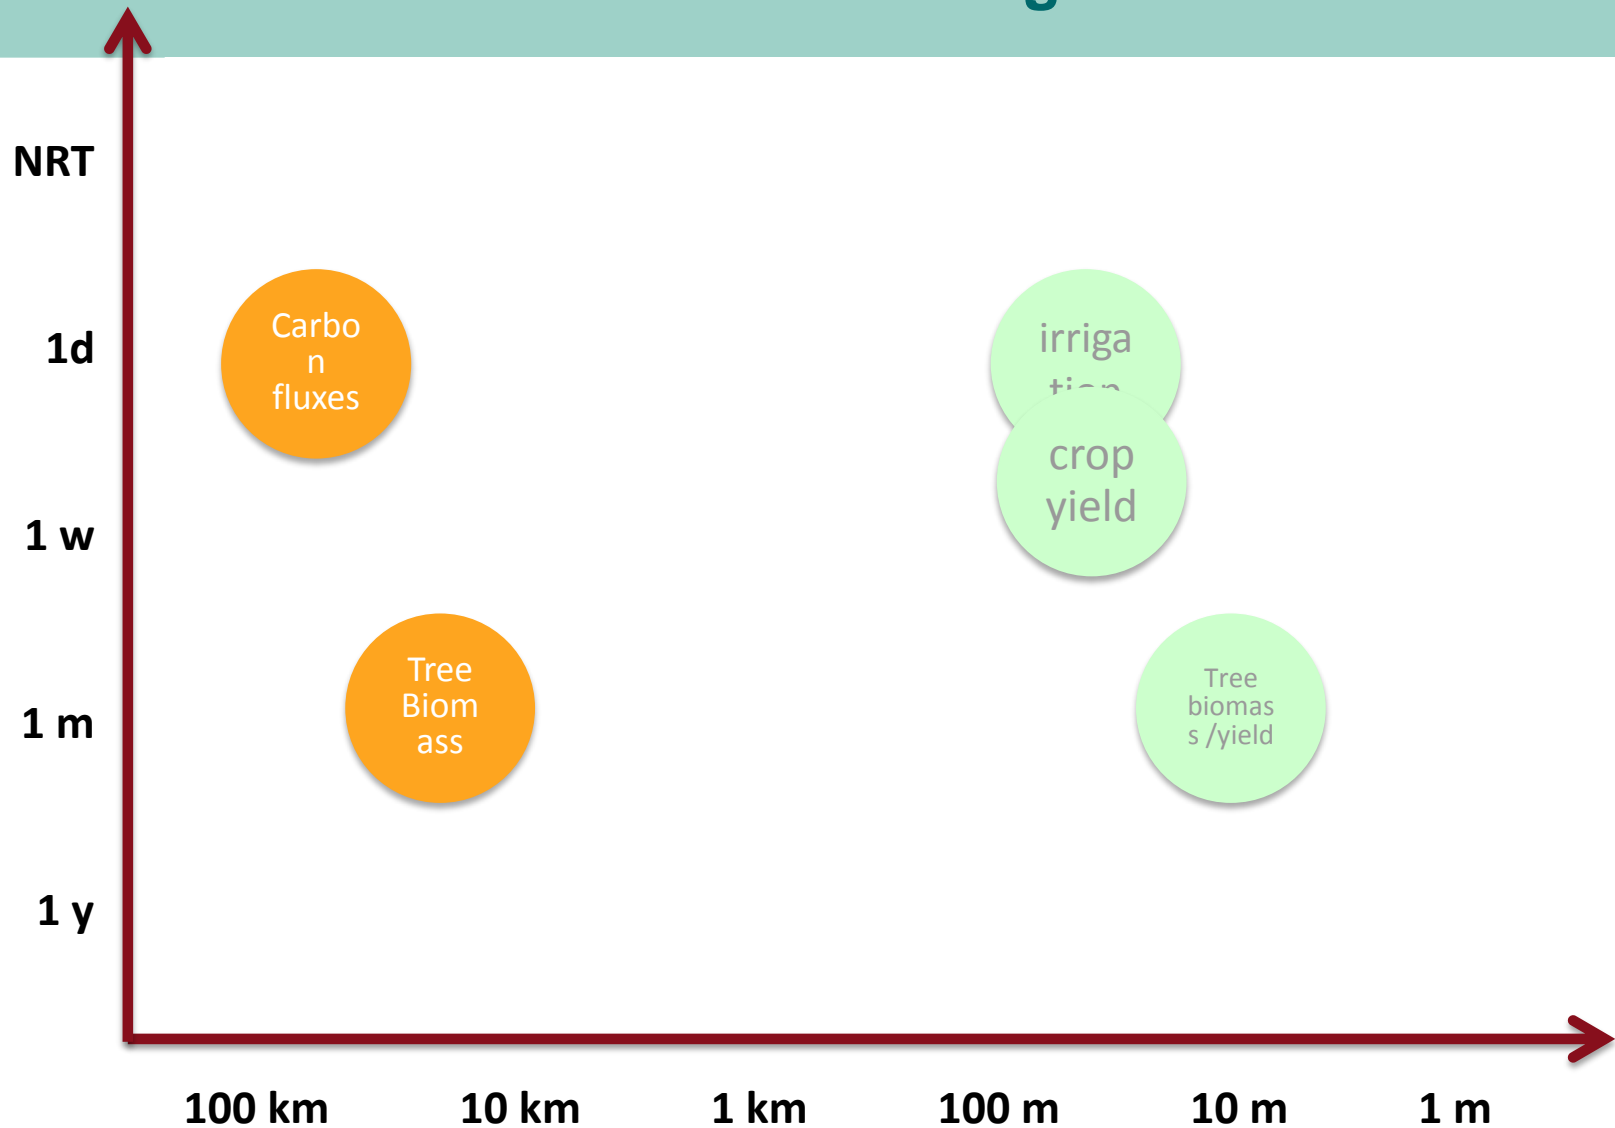 NRT
1d
1 w
1 m
1 y
Carbo
n
fluxes
irriga
tion
crop
yield
Tree
Biom
ass
Tree
biomas
s /yield
100 km
10 km
1 km
100 m
10 m
1 m